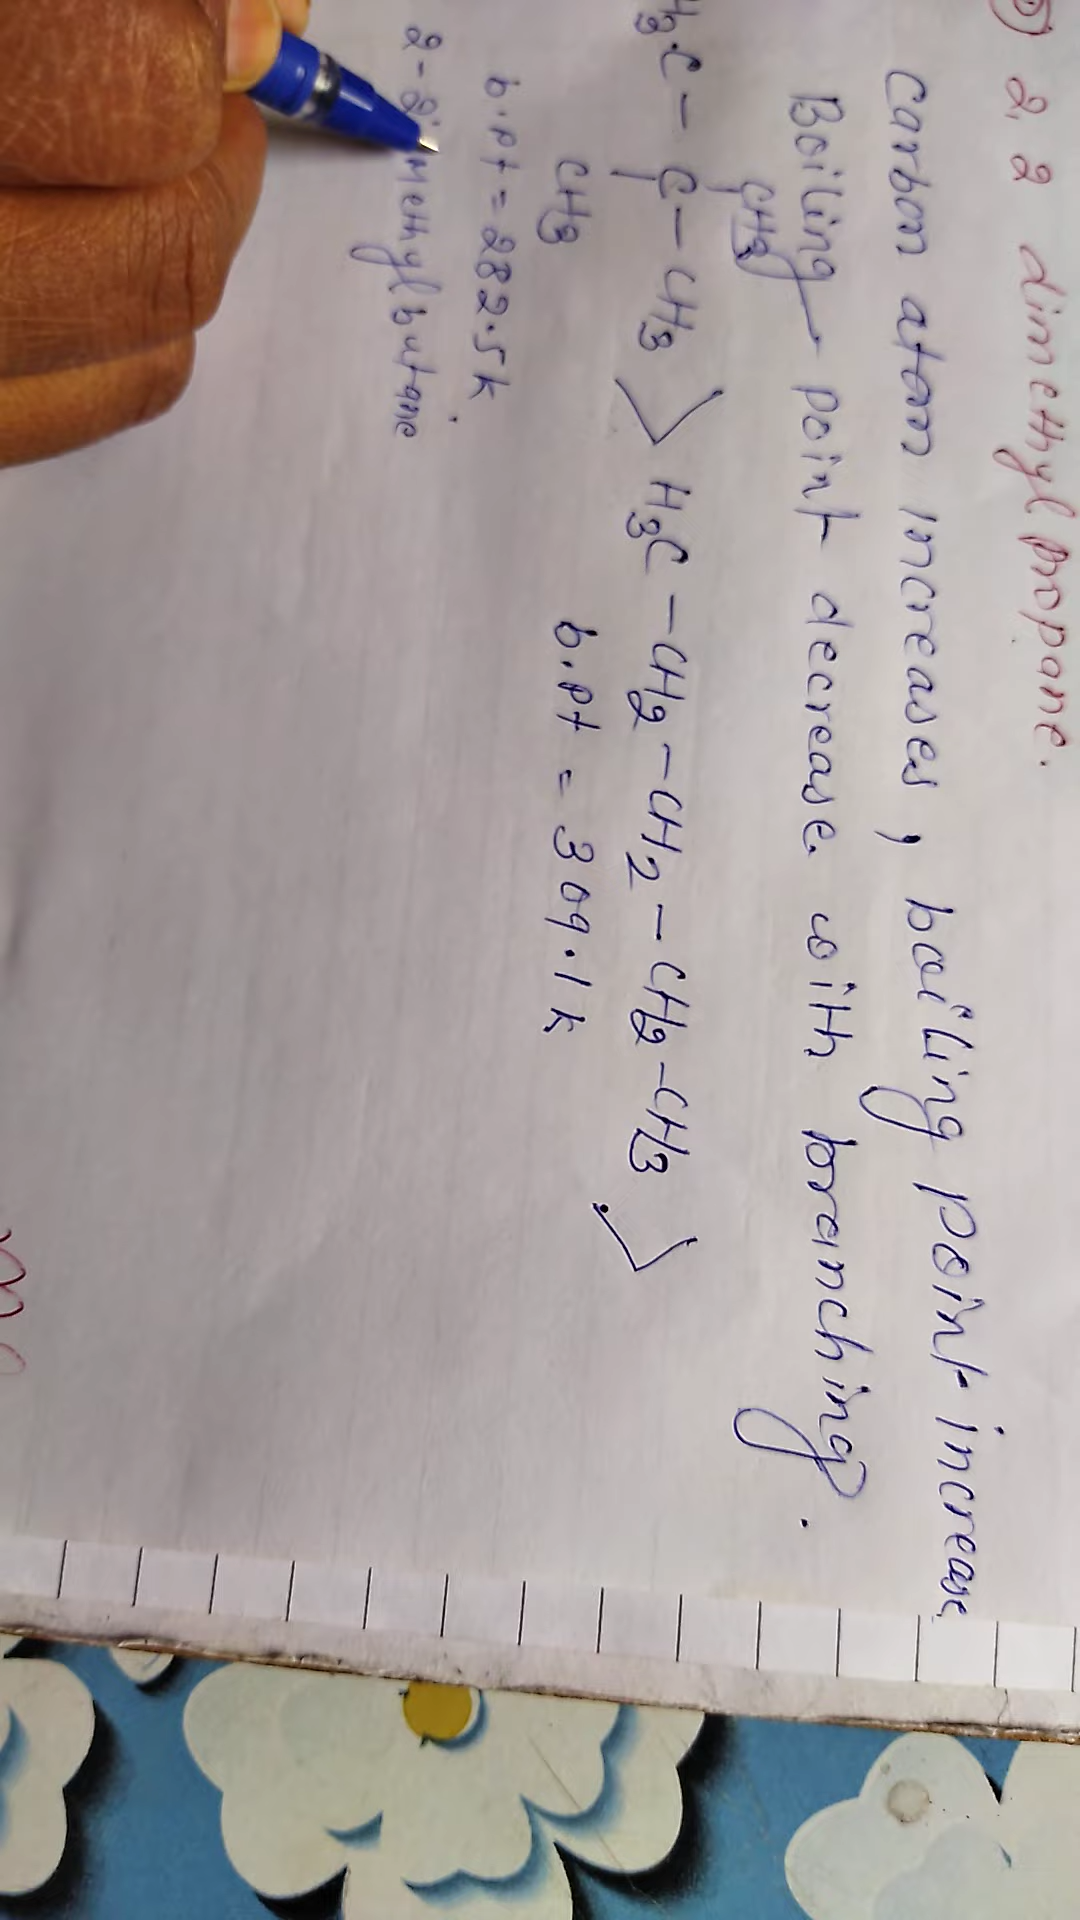 2, 2 dimethyl propane.
Carbon atom increases, boiling point increase
Boiling point decrease with branching.
CH3
H3C - C - CH3 > H3C - CH2 - CH2 - CH2 - CH3 >
CH3
b.pt = 309.1 k
b.pt = 282.5 k
2- methylbutane